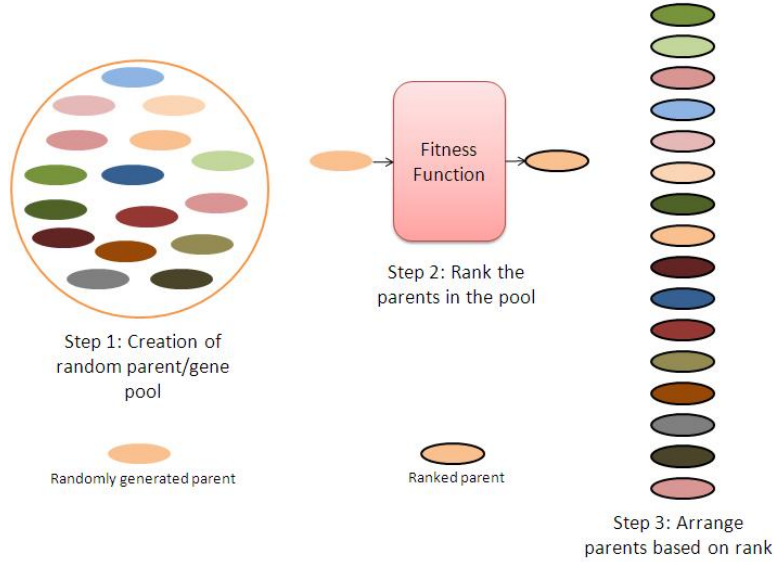 Fitness
Function
Step 2: Rank the
parents in the pool
Step 1: Creation of
random parent/gene
pool
Randomly generated parent
Ranked parent
Step 3: Arrange
parents based on rank